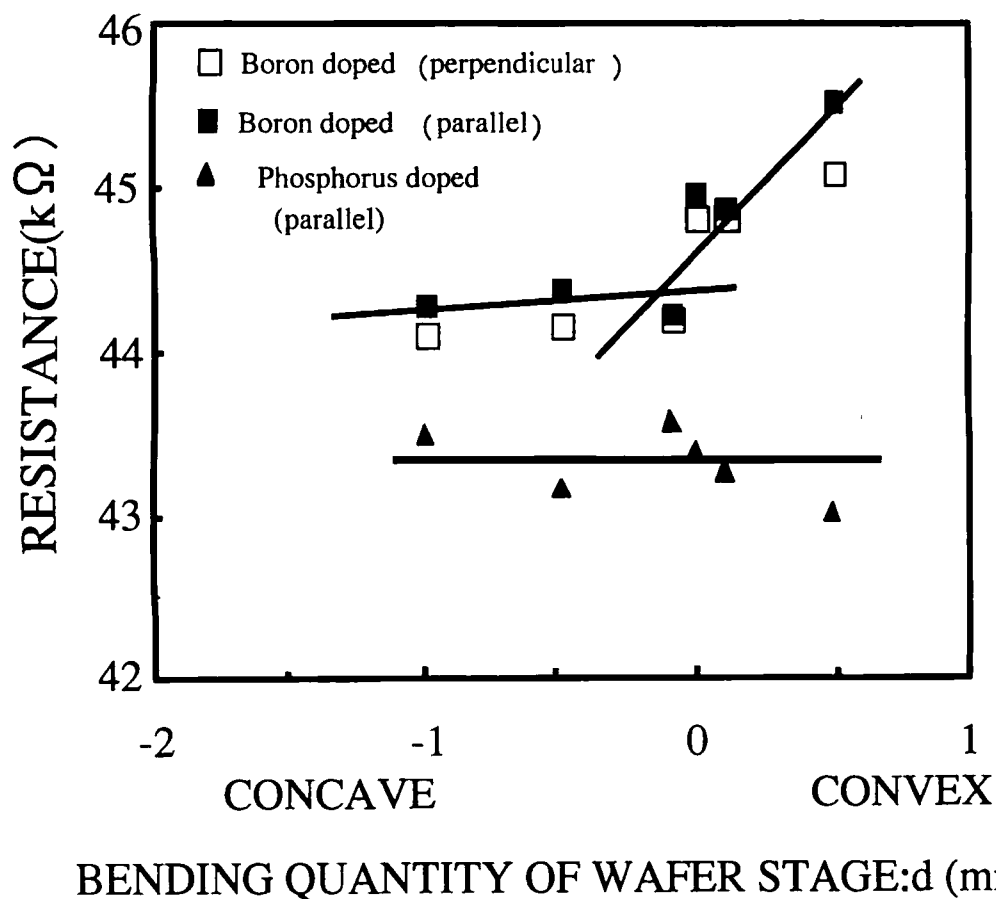 46
□ Boron doped (perpendicular)
■ Boron doped (parallel)
▲ Phosphorus doped
(parallel)
45
44
43
42
RESISTANCE(kΩ)
-2 -1 0 1
CONCAVE CONVEX
BENDING QUANTITY OF WAFER STAGE:d